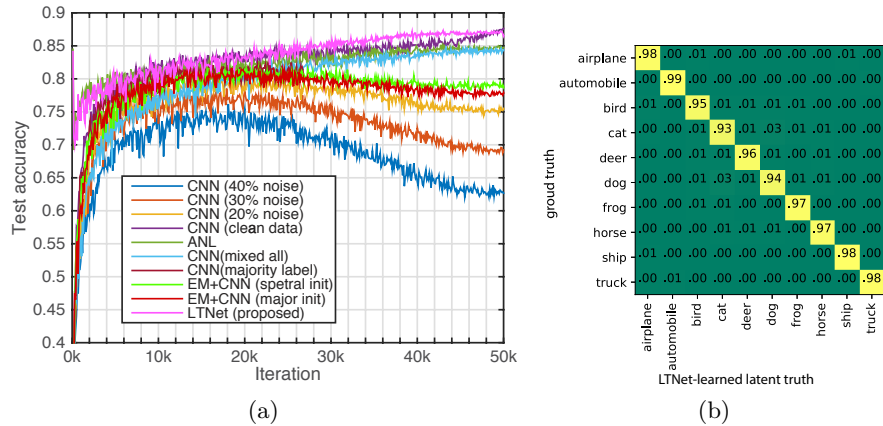 0.9
0.85
0.8
0.75
0.7
0.65
0.6
0.55
0.5
0.45
0.4
Test accuracy
CNN (40% noise)
CNN (30% noise)
CNN (20% noise)
CNN (clean data)
ANL
CNN(mixed all)
CNN(majority label)
EM+CNN (spetral init)
EM+CNN (major init)
LTNet (proposed)
0k 10k 20k 30k 40k 50k
Iteration
(a)
groud truth
airplane .98 .00 .01 .00 .00 .00 .00 .00 .01 .00
automobile .00 .99 .00 .00 .00 .00 .00 .00 .00 .00
bird .01 .00 .95 .01 .01 .01 .01 .00 .00 .00
cat .00 .00 .01 .93 .01 .03 .01 .01 .00 .00
deer .00 .00 .01 .01 .96 .01 .00 .01 .00 .00
dog .00 .00 .01 .03 .01 .94 .00 .01 .00 .00
frog .00 .00 .01 .01 .00 .00 .97 .00 .00 .00
horse .00 .00 .00 .01 .01 .01 .00 .97 .00 .00
ship .01 .00 .00 .00 .00 .00 .00 .00 .98 .00
truck .00 .01 .00 .00 .00 .00 .00 .00 .00 .98
airplane automobile bird cat deer dog frog horse ship truck
LTNet-learned latent truth
(b)